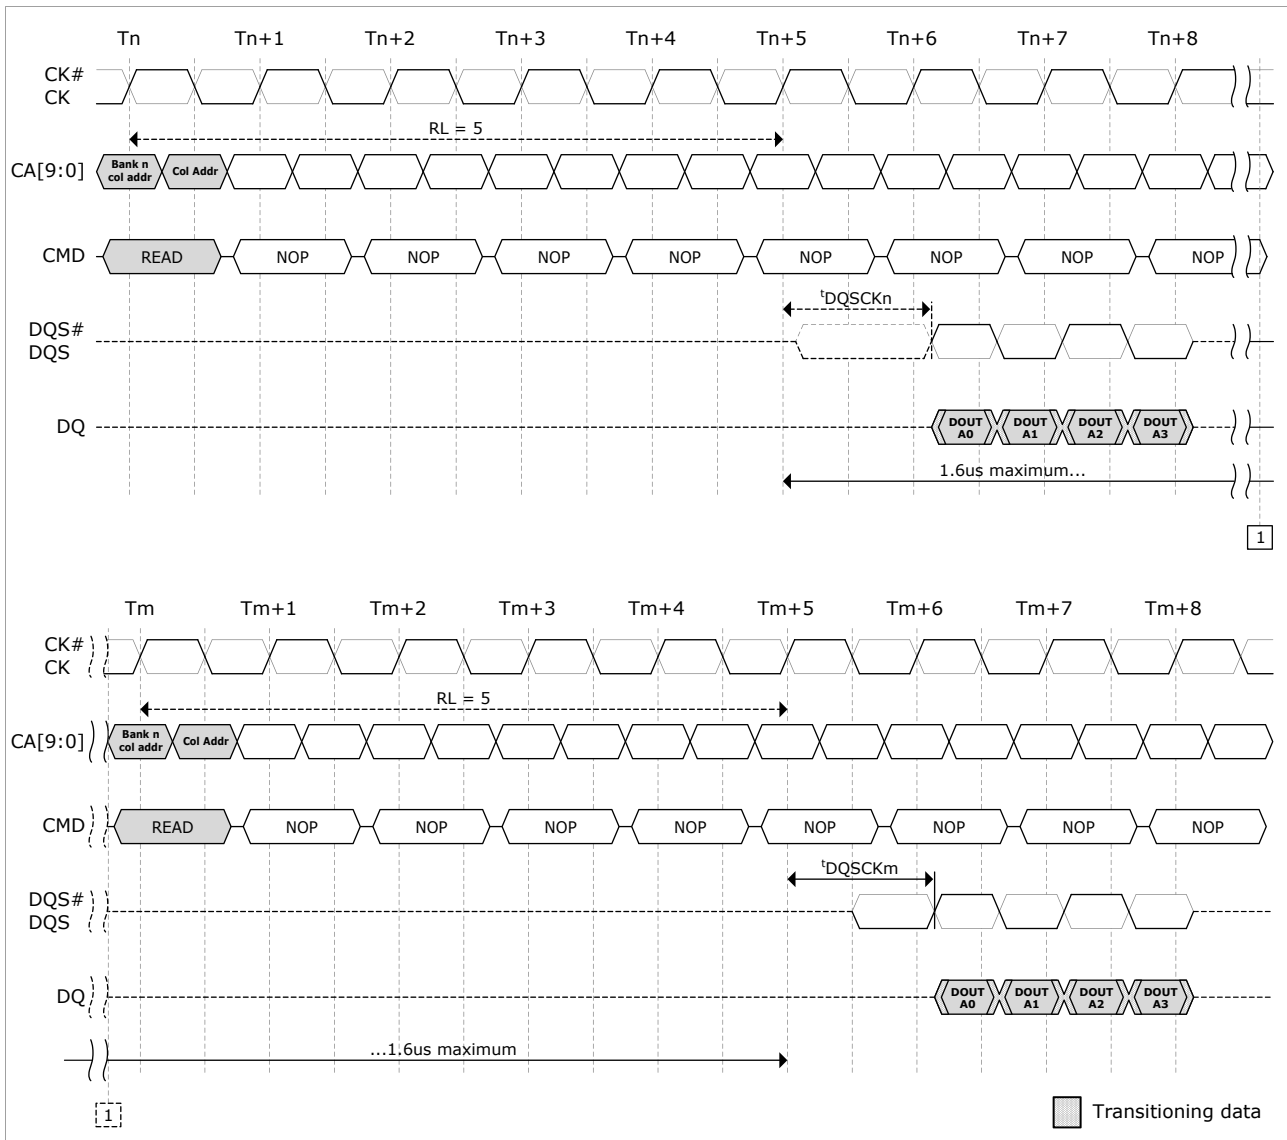 Tn Tn+1 Tn+2 Tn+3 Tn+4 Tn+5 Tn+6 Tn+7 Tn+8
CK#
CK
RL = 5
CA[9:0] Bank n col addr Col Addr
CMD READ NOP NOP NOP NOP NOP NOP NOP NOP
tDQSCKn
DQS#
DQS
DQ DOUT A0 DOUT A1 DOUT A2 DOUT A3
1.6us maximum...
1
Tm Tm+1 Tm+2 Tm+3 Tm+4 Tm+5 Tm+6 Tm+7 Tm+8
CK#
CK
RL = 5
CA[9:0] Bank n col addr Col Addr
CMD READ NOP NOP NOP NOP NOP NOP NOP NOP
tDQSCKm
DQS#
DQS
DQ DOUT A0 DOUT A1 DOUT A2 DOUT A3
...1.6us maximum
1
Transitioning data